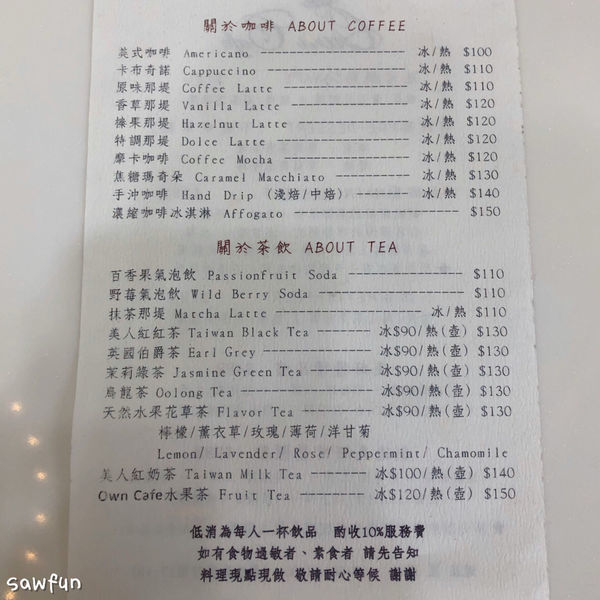 關於咖啡 ABOUT COFFEE
美式咖啡 Americano ------------------- 冰/熱 $100
卡布奇諾 Cappuccino ------------------- 冰/熱 $110
原味那堤 Coffee Latte ----------------- 冰/熱 $110
香草那堤 Vanilla Latte ---------------- 冰/熱 $120
榛果那堤 Hazelnut Latte --------------- 冰/熱 $120
特調那堤 Dolce Latte ------------------ 冰/熱 $120
摩卡咖啡 Coffee Mocha ----------------- 冰/熱 $120
焦糖瑪奇朵 Caramel Macchiato ----------- 冰/熱 $130
手沖咖啡 Hand Drip (淺焙/中焙) --------- 冰/熱 $140
濃縮咖啡冰淇淋 Affogato --------------------- $150
關於茶飲 ABOUT TEA
百香果氣泡飲 Passionfruit Soda --------------- $110
野莓氣泡飲 Wild Berry Soda ------------------- $110
抹茶那堤 Matcha Latte ------------------- 冰/熱 $110
美人紅紅茶 Taiwan Black Tea -------- 冰$90/熱(壺) $130
英國伯爵茶 Earl Grey --------------- 冰$90/熱(壺) $130
茉莉綠茶 Jasmine Green Tea --------- 冰$90/熱(壺) $130
烏龍茶 Oolong Tea ----------------- 冰$90/熱(壺) $130
天然水果花草茶 Flavor Tea ---------- 冰$90/熱(壺) $130
檸檬/薰衣草/玫瑰/薄荷/洋甘菊
Lemon/ Lavender/ Rose/ Peppermint/ Chamomile
美人紅奶茶 Taiwan Milk Tea -------- 冰$100/熱(壺) $140
Own Cafe水果茶 Fruit Tea --------- 冰$120/熱(壺) $150
低消為每人一杯飲品 酌收10%服務費
如有食物過敏者、素食者 請先告知
料理現點現做 敬請耐心等候 謝謝
sawfun